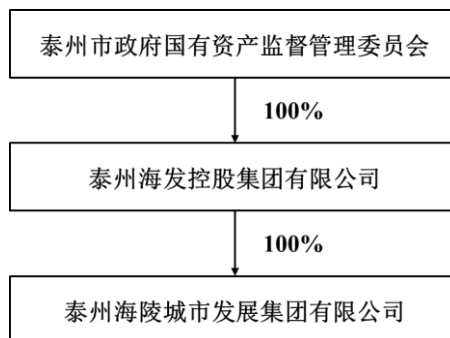 泰州市政府国有资产监督管理委员会
100%
泰州海发控股集团有限公司
100%
泰州海陵城市发展集团有限公司